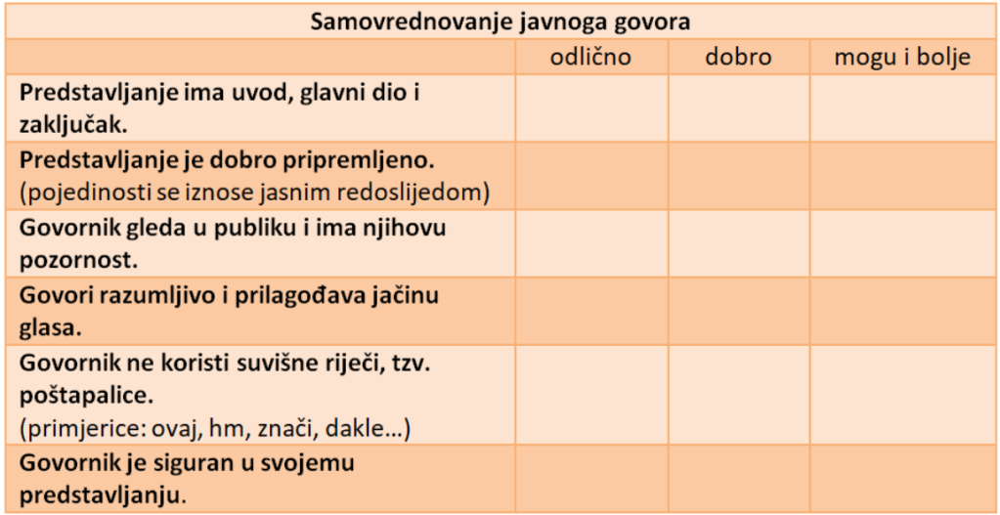 Samovrednovanje javnoga govora
odlično dobro mogu i bolje
Predstavljanje ima uvod, glavni dio i
zaključak.
Predstavljanje je dobro pripremljeno.
(pojedinosti se iznose jasnim redoslijedom)
Govornik gleda u publiku i ima njihovu
pozornost.
Govori razumljivo i prilagođava jačinu
glasa.
Govornik ne koristi suvišne riječi, tzv.
poštapalice.
(primjerice: ovaj, hm, znači, dakle...)
Govornik je siguran u svojemu
predstavljanju.